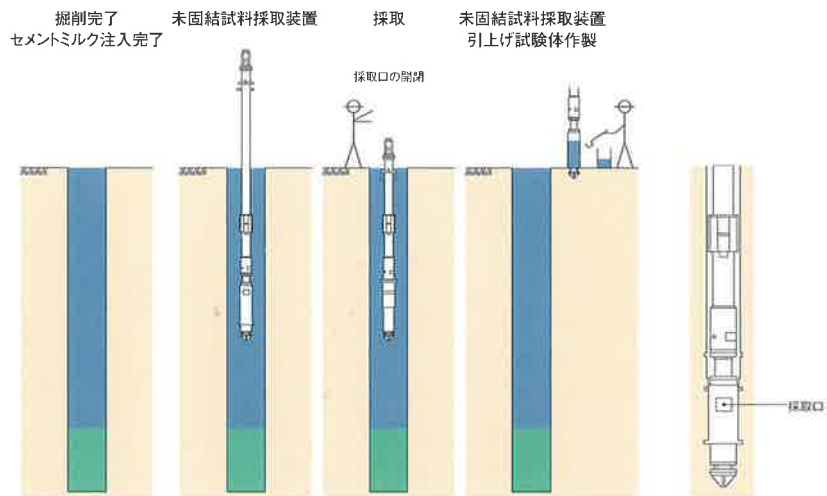 掘削完了
セメントミルク注入完了
未固結試料採取装置
採取
採取口の開閉
未固結試料採取装置
引上げ試験体作製
採取口